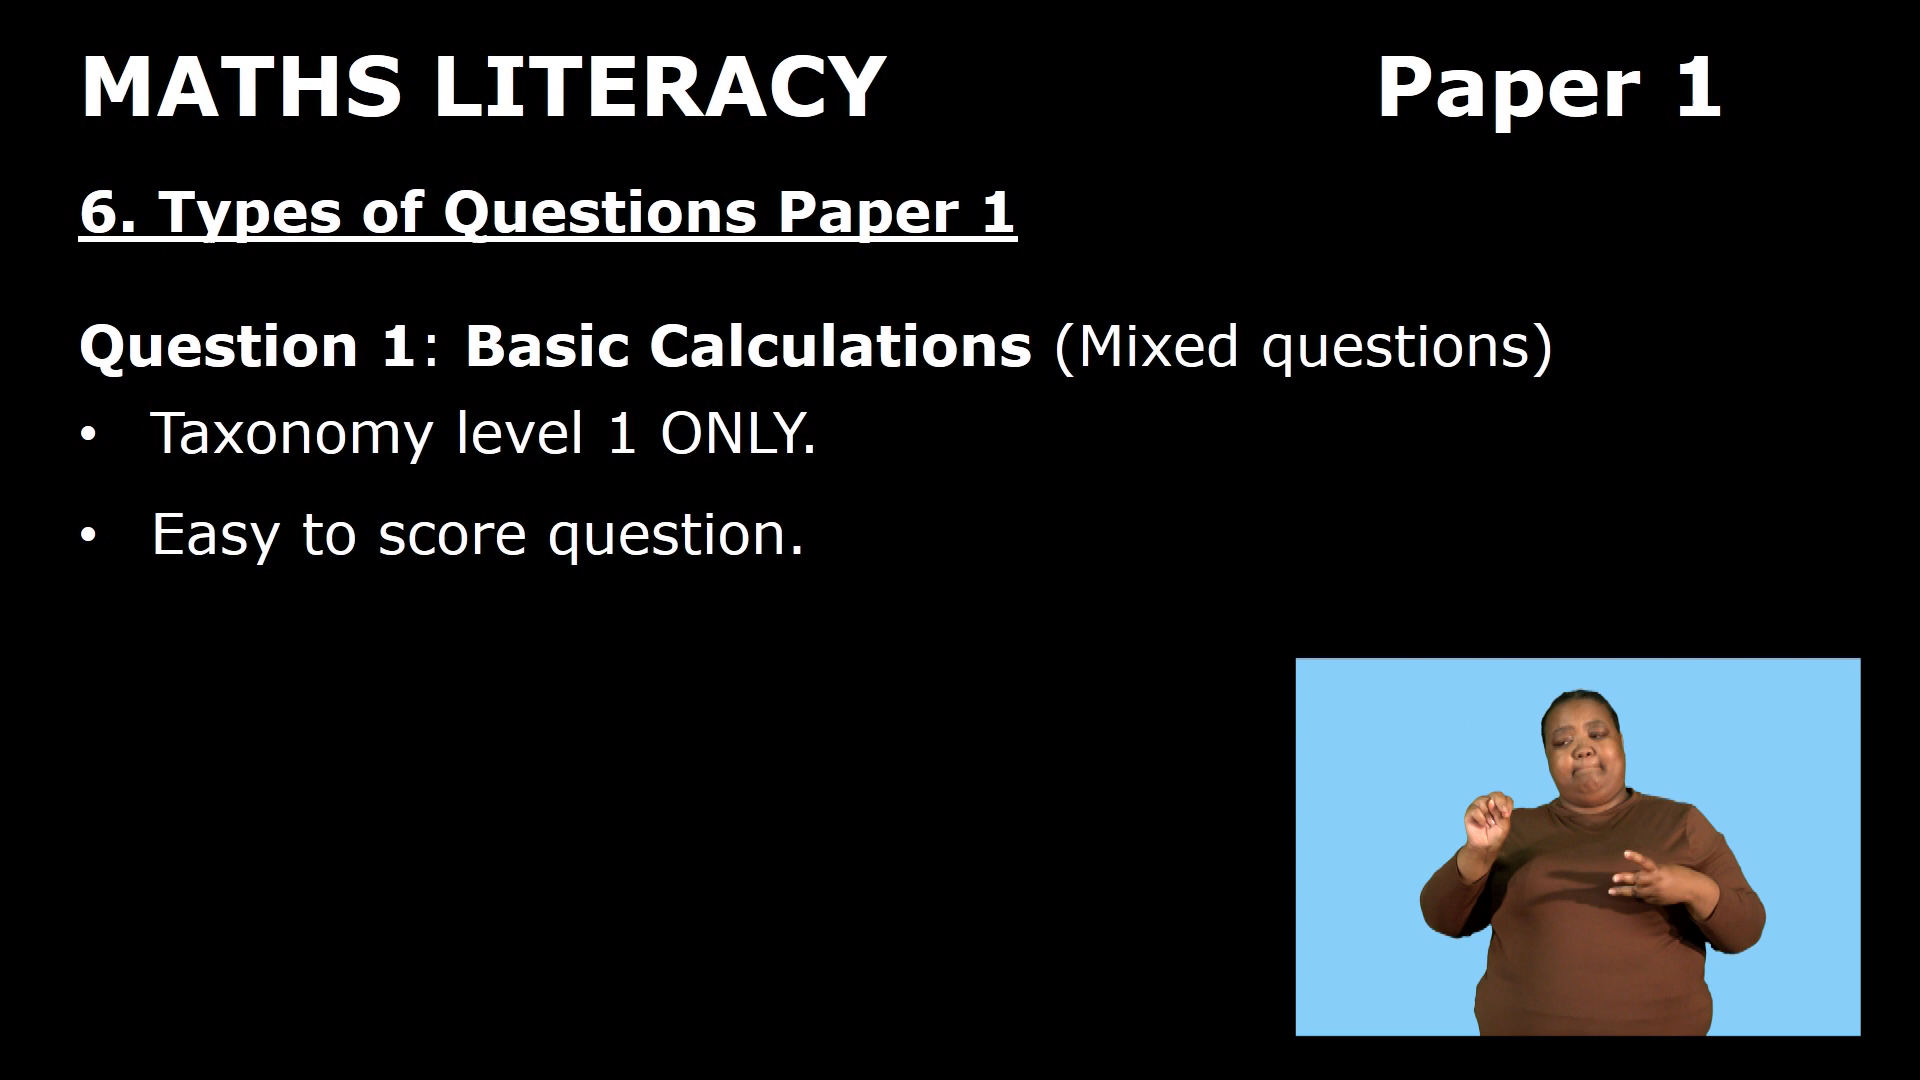 MATHS LITERACY Paper 1
6. Types of Questions Paper 1
Question 1: Basic Calculations (Mixed questions)
• Taxonomy level 1 ONLY.
• Easy to score question.